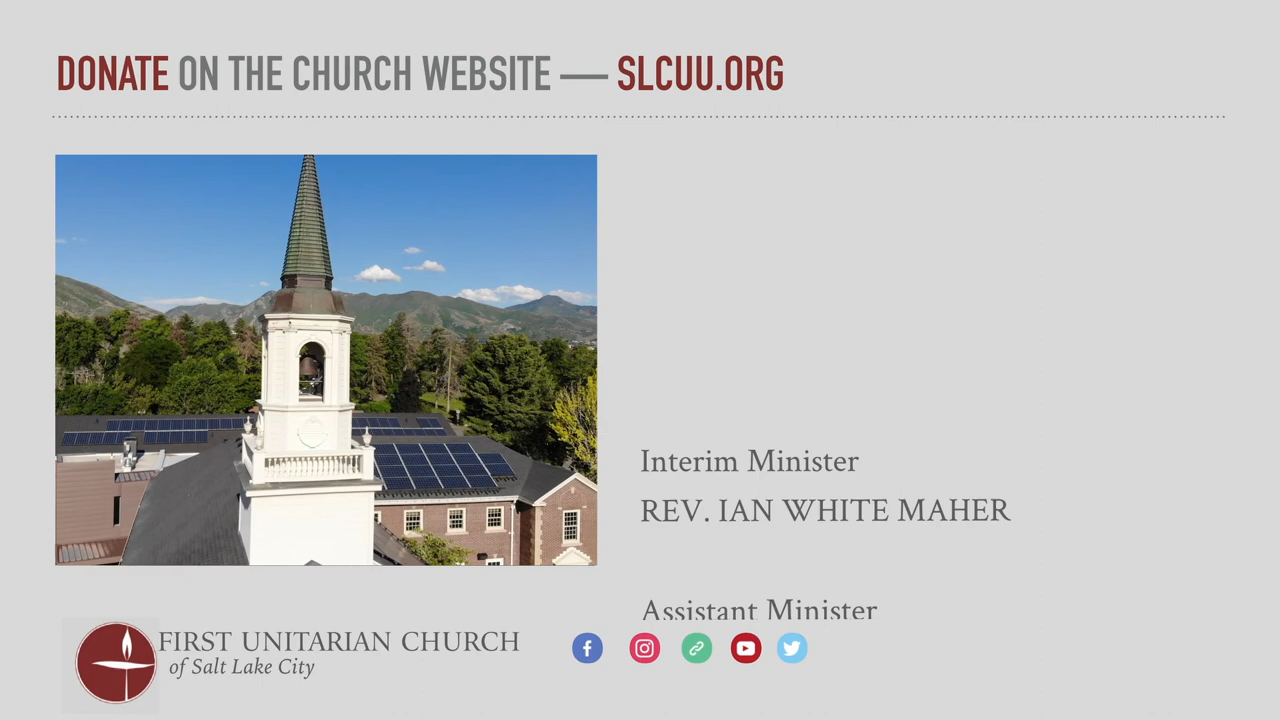 DONATE ON THE CHURCH WEBSITE — SLCUU.ORG
Interim Minister
REV. IAN WHITE MAHER
Assistant Minister
FIRST UNITARIAN CHURCH
of Salt Lake City